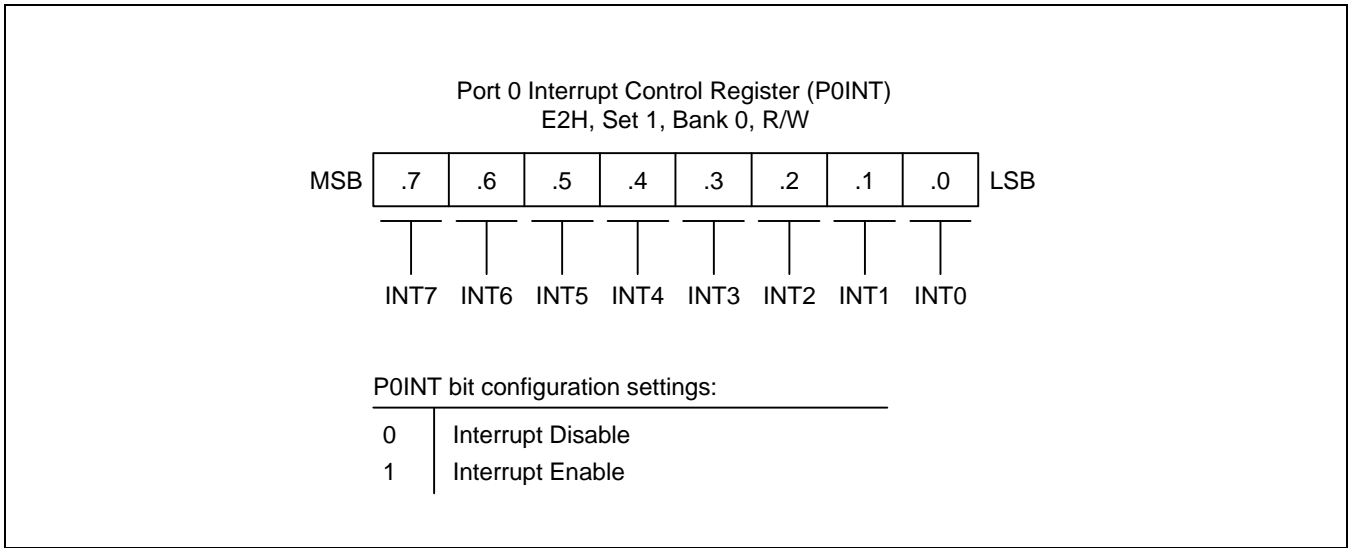 Port 0 Interrupt Control Register (P0INT)
E2H, Set 1, Bank 0, R/W
MSB .7 .6 .5 .4 .3 .2 .1 .0 LSB
INT7 INT6 INT5 INT4 INT3 INT2 INT1 INT0
P0INT bit configuration settings:
0 Interrupt Disable
1 Interrupt Enable